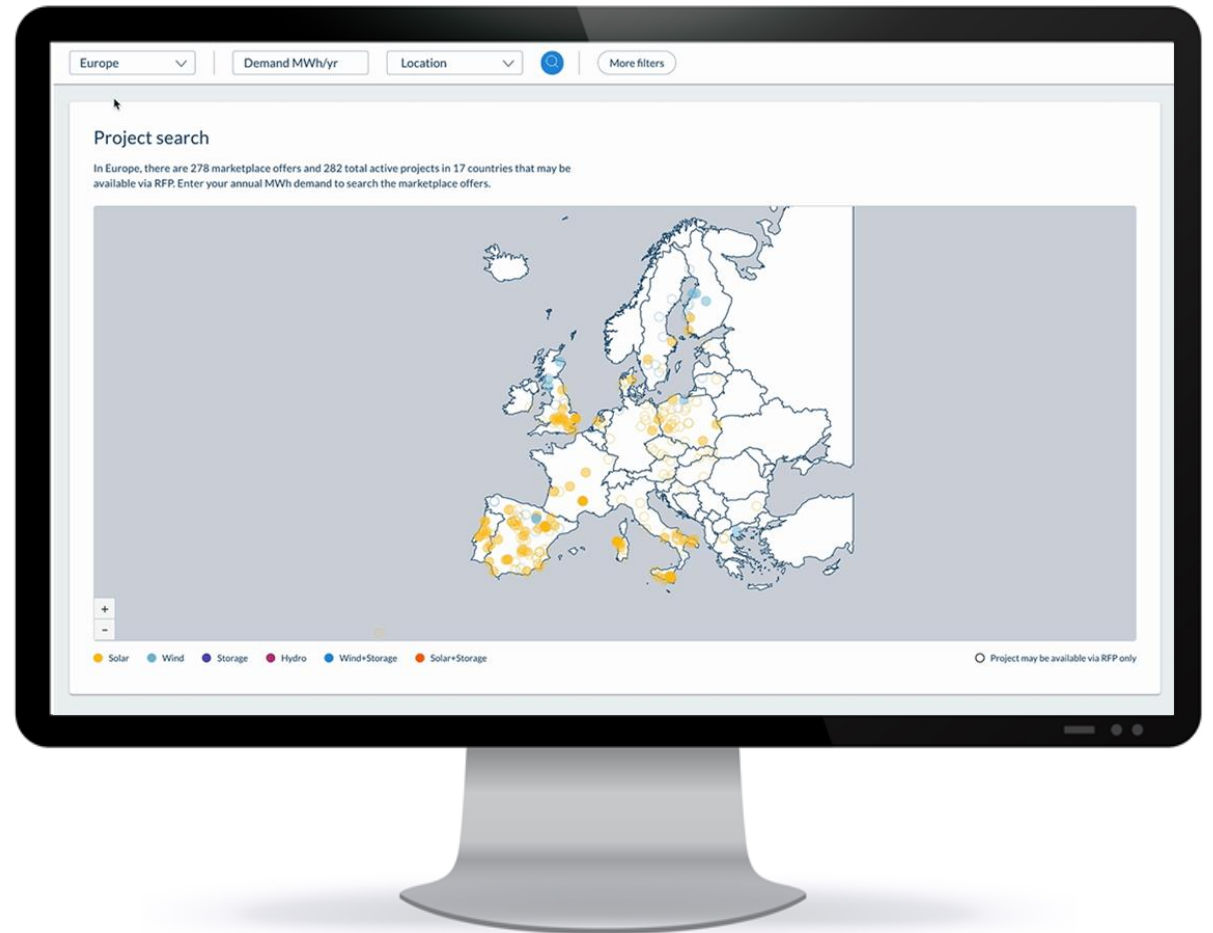 Europe
Demand MWh/yr
Location
More filters
Project search
In Europe, there are 278 marketplace offers and 282 total active projects in 17 countries that may be
available via RFP. Enter your annual MWh demand to search the marketplace offers.
+
-
Solar
Wind
Storage
Hydro
Wind+Storage
Solar+Storage
Project may be available via RFP only